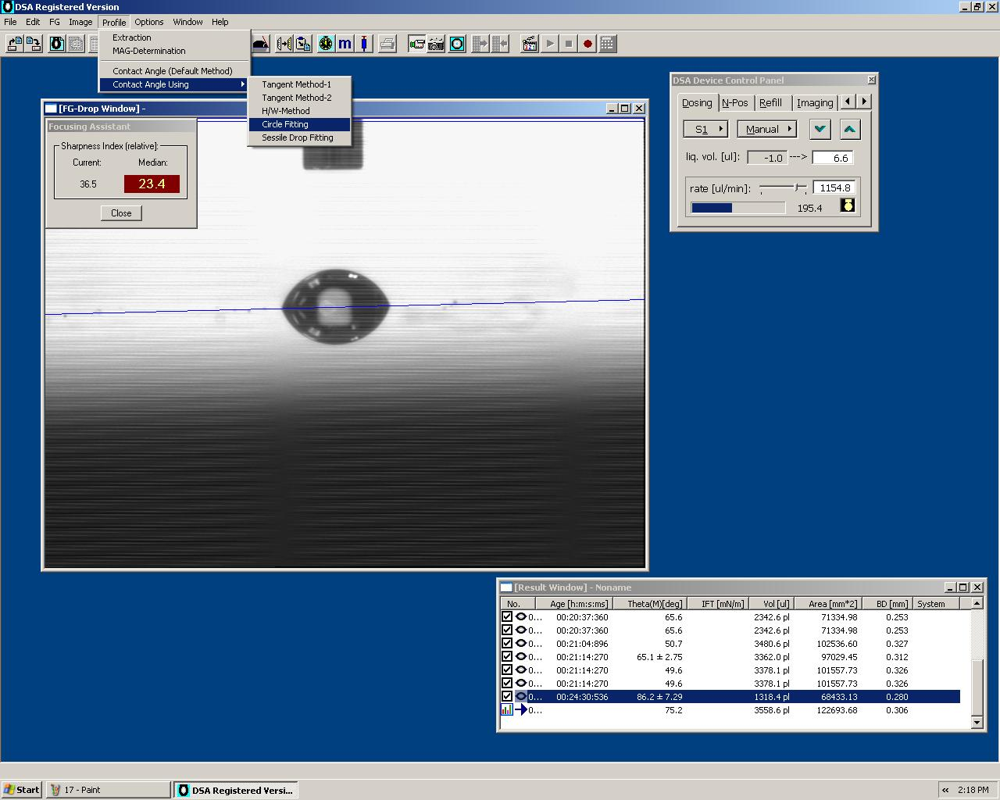 DSA Registered Version
File Edit FG Image Profile Options Window Help
Extraction
MAG-Determination
Contact Angle (Default Method)
Contact Angle Using
Tangent Method-1
Tangent Method-2
H/W-Method
Circle Fitting
Sessile Drop Fitting
[FG-Drop Window] -
Focusing Assistant
Sharpness Index (relative):
Current: Median:
36.5 23.4
Close
DSA Device Control Panel
Dosing N-Pos Refill Imaging
S1 Manual
liq. vol. [ul]: -1.0 ---> 6.6
rate [ul/min]: 1154.8
195.4
[Result Window] - Noname
No. Age [h:m:s:ms] Theta(M)[deg] IFT [mN/m] Vol [ul] Area [mm*2] BD [mm] System
0... 00:20:37:360 65.6 2342.6 pl 71334.98 0.253
0... 00:20:37:360 65.6 2342.6 pl 71334.98 0.253
0... 00:21:04:896 50.7 3480.6 pl 102536.60 0.327
0... 00:21:14:270 65.1 ± 2.75 3362.0 pl 97029.45 0.312
0... 00:21:14:270 49.6 3378.1 pl 101557.73 0.326
0... 00:21:14:270 49.6 3378.1 pl 101557.73 0.326
0... 00:24:30:536 86.2 ± 7.29 1318.4 pl 68433.13 0.280
0... 75.2 3558.6 pl 122693.68 0.306
Start 17 - Paint DSA Registered Versi... « 2:18 PM